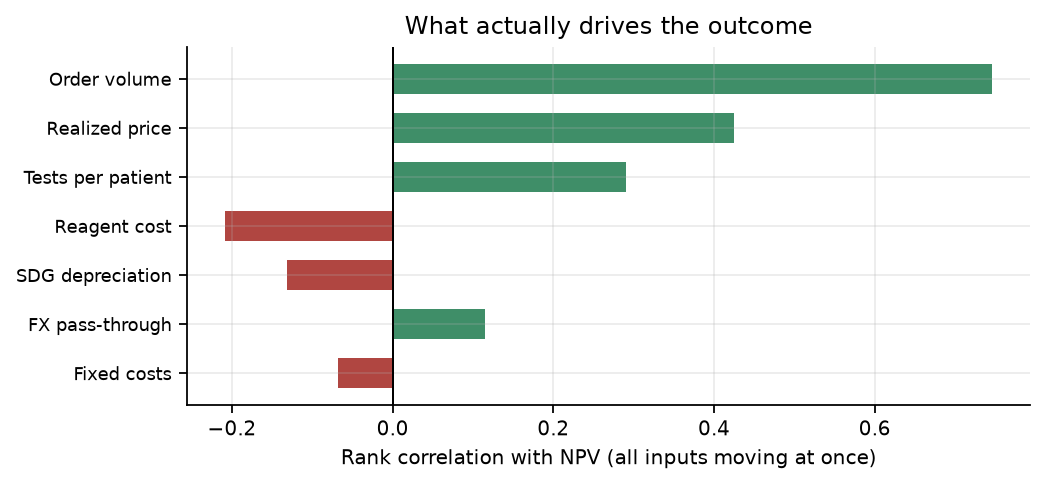 What actually drives the outcome
Order volume
Realized price
Tests per patient
Reagent cost
SDG depreciation
FX pass-through
Fixed costs
−0.2 0.0 0.2 0.4 0.6
Rank correlation with NPV (all inputs moving at once)